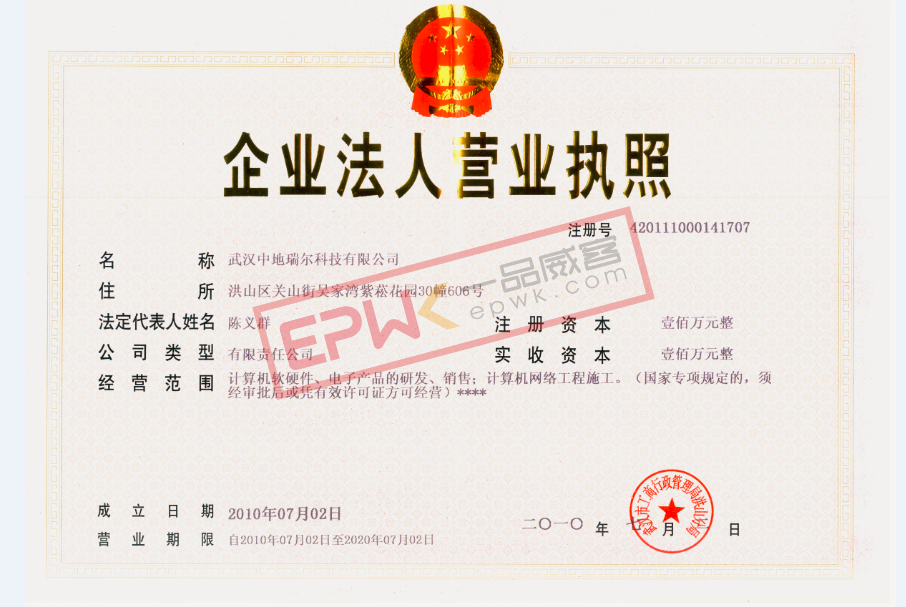 企业法人营业执照
注册号 420111000141707
名 称 武汉中地瑞尔科技有限公司
住 所 洪山区关山街吴家湾紫菘花园30幢606号
法定代表人姓名 陈义群 注 册 资 本 壹佰万元整
公 司 类 型 有限责任公司 实 收 资 本 壹佰万元整
经 营 范 围 计算机软硬件、电子产品的研发、销售；计算机网络工程施工。（国家专项规定的，须
经审批后或凭有效许可证方可经营）****
EPWK 一品威客
epwk.com
成 立 日 期 2010年07月02日
营 业 期 限 自2010年07月02日至2020年07月02日
二〇一〇 年 七 月 日
武汉市工商行政管理局洪山分局